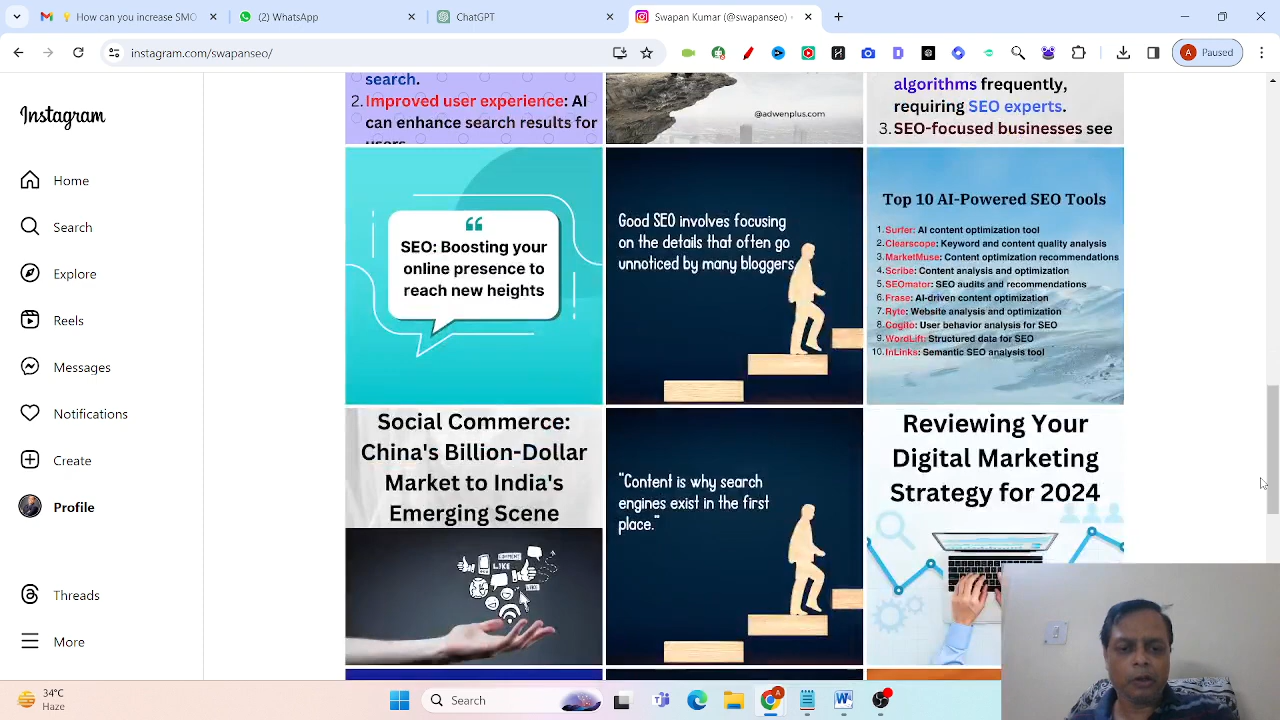 How can you increase SEO traffi
(2) WhatsApp
ChatGPT
Swapan Kumar (@swapanseo)
instagram.com/swapanseo/
A Paused
Instagram
Home
Search
Explore
Reels
Messages
Notifications
Create
Profile
Threads
More
search.
2. Improved user experience: AI
can enhance search results for
users.
@adwenplus.com
algorithms frequently,
requiring SEO experts.
3. SEO-focused businesses see
SEO: Boosting your
online presence to
reach new heights
Good SEO involves focusing
on the details that often go
unnoticed by many bloggers
Top 10 AI-Powered SEO Tools
1. Surfer: AI content optimization tool
2. Clearscope: Keyword and content quality analysis
3. MarketMuse: Content optimization recommendations
4. Scribe: Content analysis and optimization
5. SEOmator: SEO audits and recommendations
6. Frase: AI-driven content optimization
7. Ryte: Website analysis and optimization
8. Cogito: User behavior analysis for SEO
9. WordLift: Structured data for SEO
10. InLinks: Semantic SEO analysis tool
Social Commerce:
China's Billion-Dollar
Market to India's
Emerging Scene
COMMENT
LIKE
"Content is why search
engines exist in the first
place."
Reviewing Your
Digital Marketing
Strategy for 2024
34°C
Haze
Search